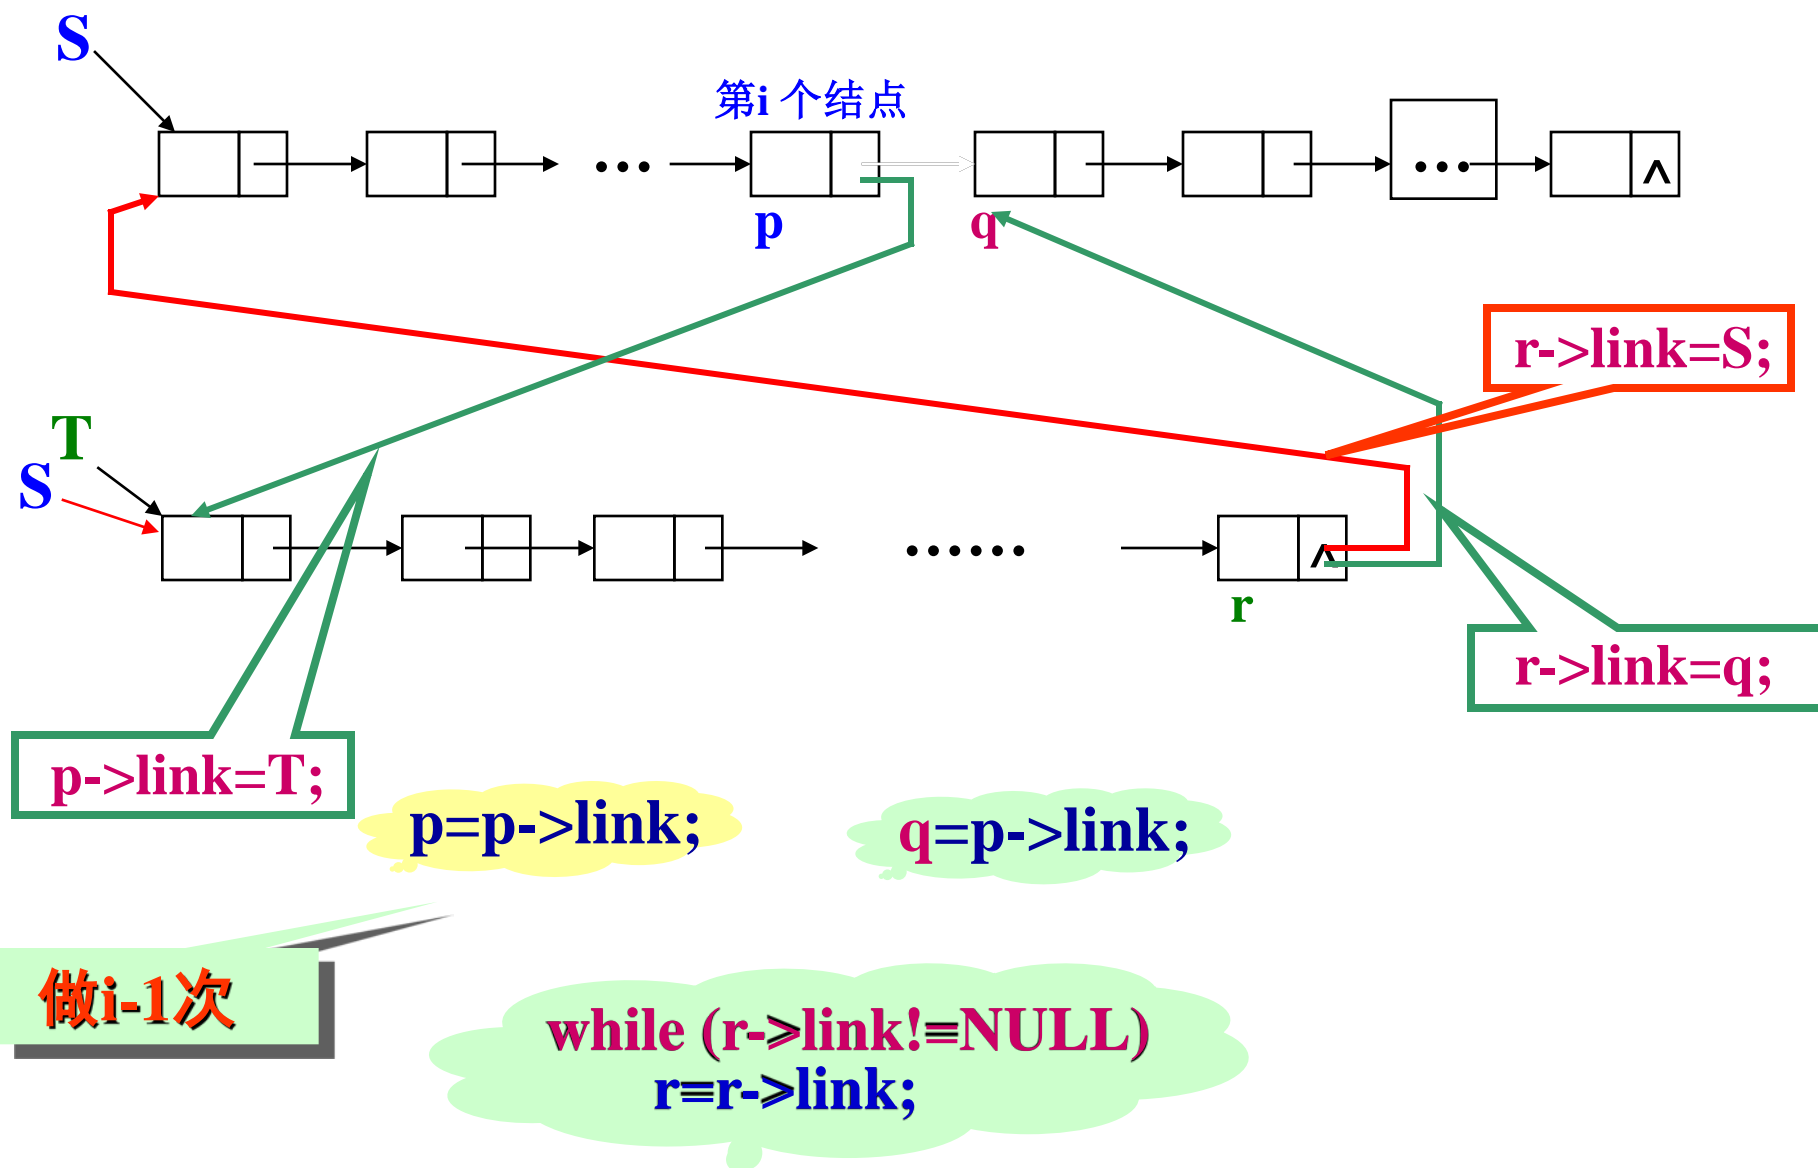 S
第i 个结点
...
...
^
p
q
r->link=S;
T
S
......
^
r
r->link=q;
p->link=T;
p=p->link;
q=p->link;
做i-1次
while (r->link!=NULL)
r=r->link;